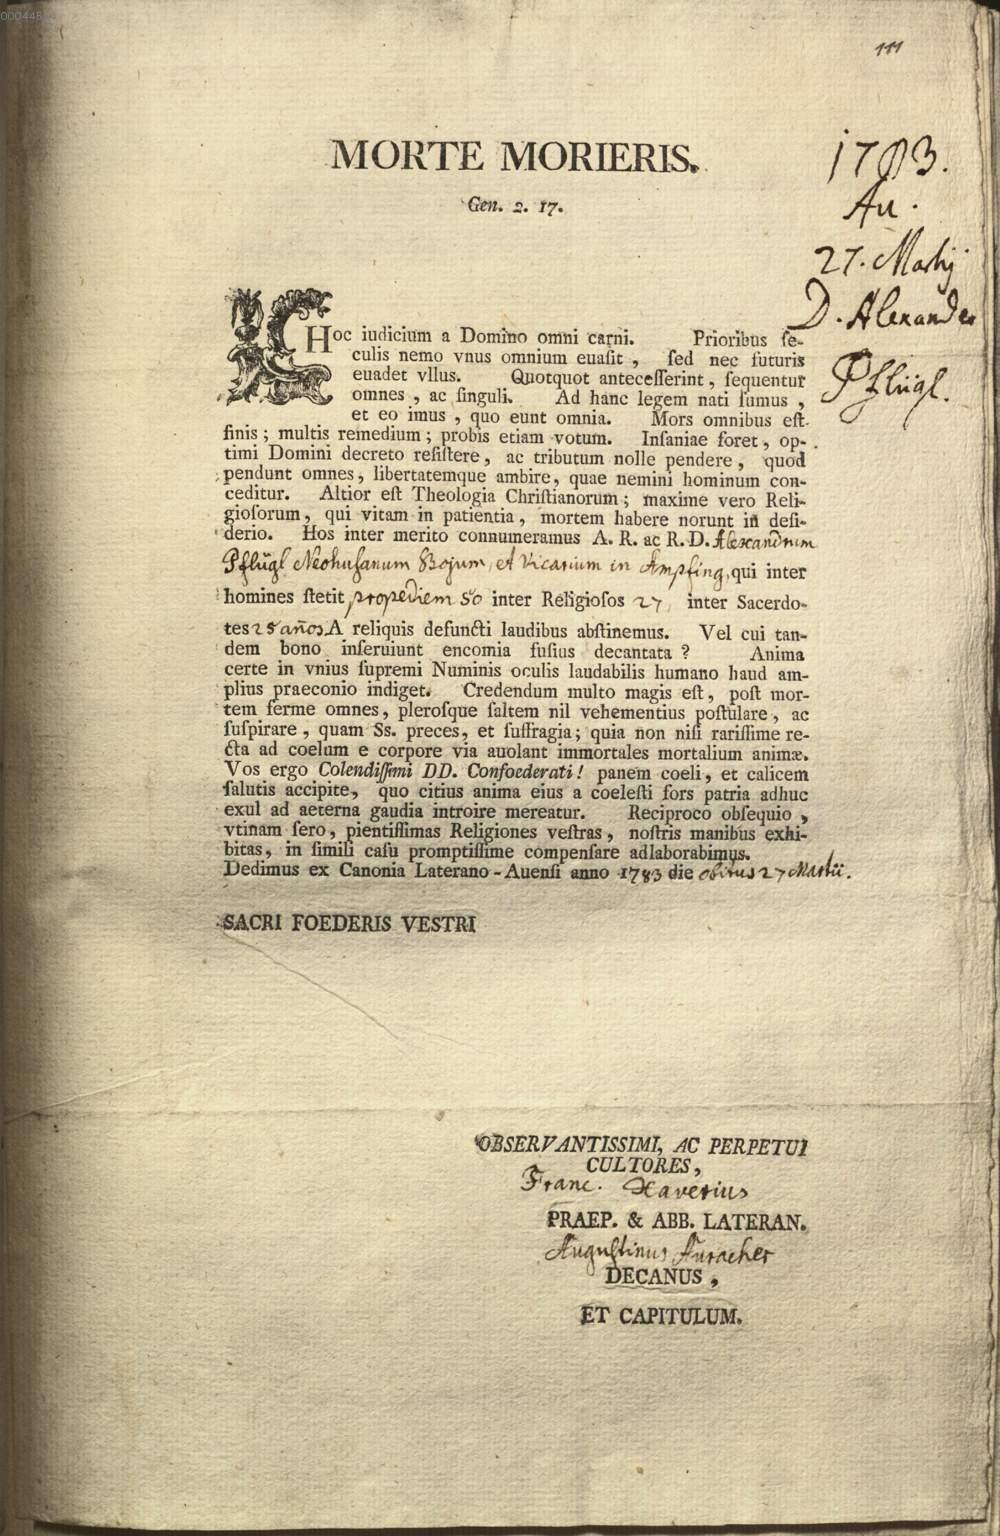 000448
111
MORTE MORIERIS.
Gen. 2. 17.
1783.
Au.
27. Martij
D. Alexander
Pflügl.
Hoc iudicium a Domino omni carni. Prioribus ſe-
culis nemo vnus omnium euaſit, ſed nec futuris
euadet vllus. Quotquot anteceſſerint, ſequentur
omnes, ac ſinguli. Ad hanc legem nati ſumus,
et eo imus, quo eunt omnia. Mors omnibus eſt
finis; multis remedium; probis etiam votum. Inſaniae foret, op-
timi Domini decreto reſiſtere, ac tributum nolle pendere, quod
pendunt omnes, libertatemque ambire, quae nemini hominum con-
ceditur. Altior eſt Theologia Chriſtianorum; maxime vero Reli-
gioſorum, qui vitam in patientia, mortem habere norunt in deſi-
derio. Hos inter merito connumeramus A. R. ac R. D. Alexandrum
Pflügl Neohusanum Bojum, et Vicarium in Ampfing, qui inter
homines ſtetit propediem 50 inter Religioſos 27, inter Sacerdo-
tes 25 años A reliquis defuncti laudibus abſtinemus. Vel cui tan-
dem bono inſeruiunt encomia fuſius decantata? Anima
certe in vnius ſupremi Numinis oculis laudabilis humano haud am-
plius praeconio indiget. Credendum multo magis eſt, poſt mor-
tem ferme omnes, plerosque ſaltem nil vehementius poſtulare, ac
ſuſpirare, quam Ss. preces, et ſuffragia; quia non niſi rariſſime re-
cta ad coelum e corpore via auolant immortales mortalium animæ.
Vos ergo Colendiſſimi DD. Confoederati! panem coeli, et calicem
ſalutis accipite, quo citius anima eius a coeleſti ſors patria adhuc
exul ad aeterna gaudia introire mereatur. Reciproco obſequio,
vtinam ſero, pientiſſimas Religiones veſtras, noſtris manibus exhi-
bitas, in ſimili caſu promptiſſime compenſare adlaborabimus.
Dedimus ex Canonia Laterano-Auenſi anno 1783 die obitus 27 Martii.
SACRI FOEDERIS VESTRI
OBSERVANTISSIMI, AC PERPETUI
CULTORES,
Franc. Xaverius
PRAEP. & ABB. LATERAN.
Augustinus Auracher
DECANUS,
ET CAPITULUM.